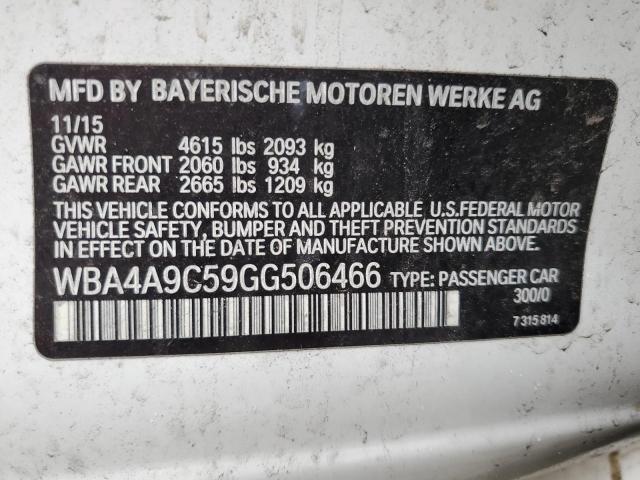 MFD BY BAYERISCHE MOTOREN WERKE AG
11/15
GVWR 4615 lbs 2093 kg
GAWR FRONT 2060 lbs 934 kg
GAWR REAR 2665 lbs 1209 kg
THIS VEHICLE CONFORMS TO ALL APPLICABLE U.S.FEDERAL MOTOR
VEHICLE SAFETY, BUMPER AND THEFT PREVENTION STANDARDS
IN EFFECT ON THE DATE OF MANUFACTURE SHOWN ABOVE.
WBA4A9C59GG506466 TYPE: PASSENGER CAR
300/0
7315814